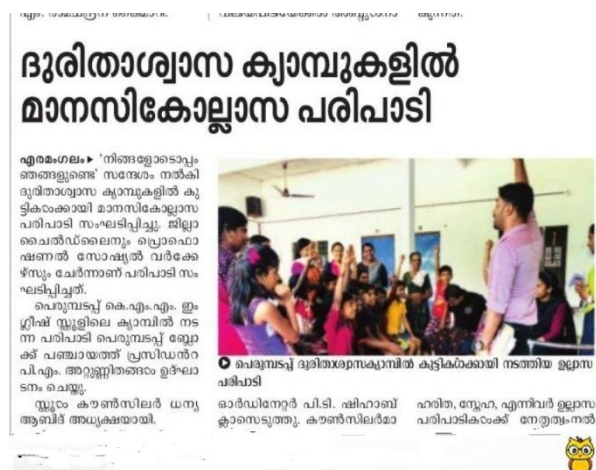 ദുരിതാശ്വാസ ക്യാമ്പുകളിൽ
മാനസികോല്ലാസ പരിപാടി
എരമംഗലം▶ 'നിങ്ങളോടൊപ്പം
ഞങ്ങളുണ്ടെ' സന്ദേശം നൽകി
ദുരിതാശ്വാസ ക്യാമ്പുകളിൽ കു
ട്ടികൾക്കായി മാനസികോല്ലാസ
പരിപാടി സംഘടിപ്പിച്ചു. ജില്ലാ
ചൈൽഡ്‌ലൈനും പ്രൊഫൊ
ഷണൽ സോഷ്യൽ വർക്കേ
ഴ്സും ചേർന്നാണ് പരിപാടി സം
ഘടിപ്പിച്ചത്.
പെരുമ്പടപ്പ് കെ.എം.എം. ഇം
ഗ്ലീഷ് സ്കൂളിലെ ക്യാമ്പിൽ നട
ന്ന പരിപാടി പെരുമ്പടപ്പ് ബ്ലോ
ക്ക് പഞ്ചായത്ത് പ്രസിഡൻറ
പി.എം. അറ്റുണ്ണിതങ്ങൾ ഉദ്ഘാ
ടനം ചെയ്തു.
സ്കൂൾ കൗൺസിലർ ധന്യ
ആബിദ് അധ്യക്ഷയായി.
പെരുമ്പടപ്പ് ദുരിതാശ്വാസക്യാമ്പിൽ കുട്ടികൾക്കായി നടത്തിയ ഉല്ലാസ
പരിപാടി
ഓർഡിനേറ്റർ പി.ടി. ഷിഹാബ്
ക്ലാസെടുത്തു. കൗൺസിലർമാ
ഹരിത, സ്നേഹ, എന്നിവർ ഉല്ലാസ
പരിപാടികൾക്ക് നേതൃത്വംനൽ